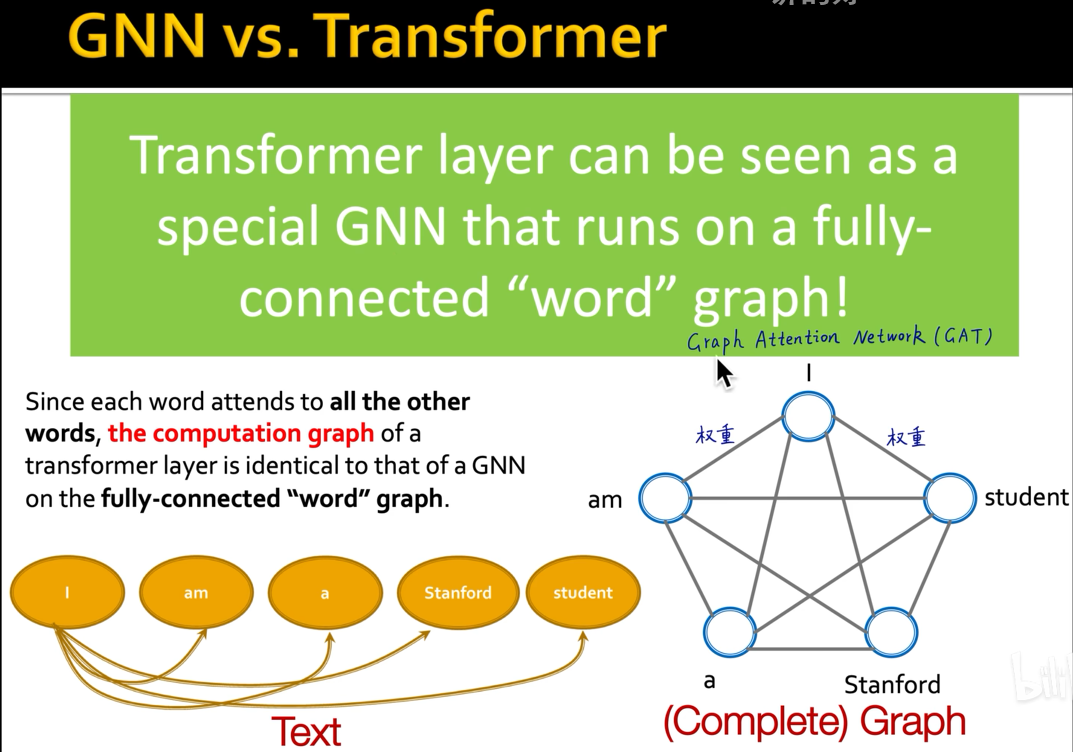 GNN vs. Transformer
Transformer layer can be seen as a
special GNN that runs on a fully-
connected “word” graph!
Graph Attention Network (GAT)
Since each word attends to all the other
words, the computation graph of a
transformer layer is identical to that of a GNN
on the fully-connected “word” graph.
I
权重
权重
am
student
a
Stanford
(Complete) Graph
I
am
a
Stanford
student
Text